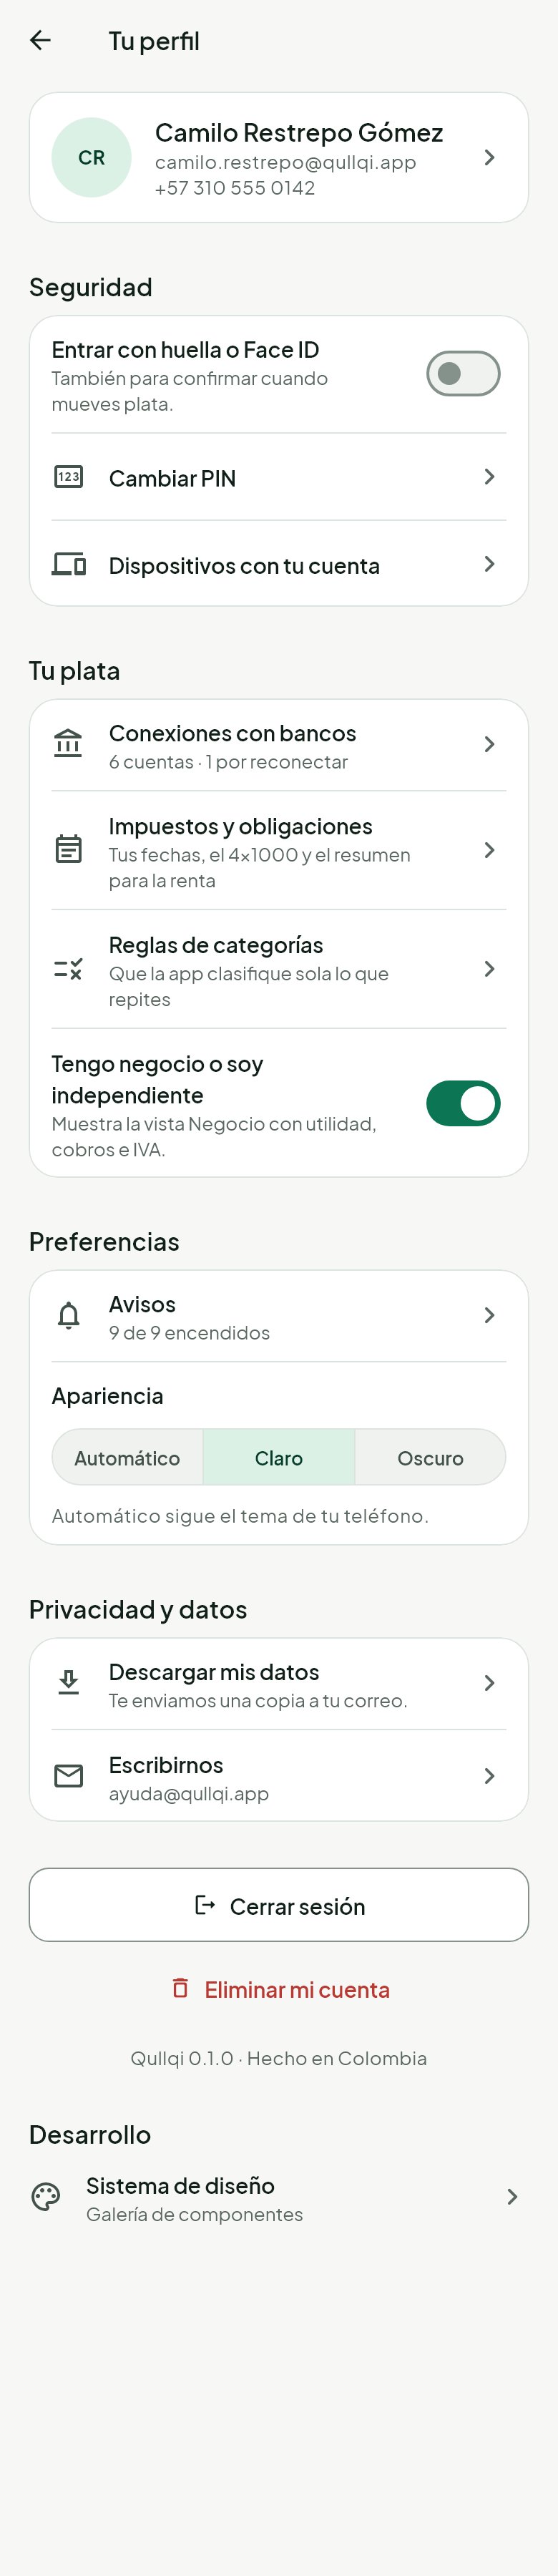 Tu perfil
CR
Camilo Restrepo Gómez
camilo.restrepo@qullqi.app
+57 310 555 0142
Seguridad
Entrar con huella o Face ID
También para confirmar cuando
mueves plata.
123
Cambiar PIN
Dispositivos con tu cuenta
Tu plata
Conexiones con bancos
6 cuentas · 1 por reconectar
Impuestos y obligaciones
Tus fechas, el 4×1000 y el resumen
para la renta
Reglas de categorías
Que la app clasifique sola lo que
repites
Tengo negocio o soy
independiente
Muestra la vista Negocio con utilidad,
cobros e IVA.
Preferencias
Avisos
9 de 9 encendidos
Apariencia
Automático
Claro
Oscuro
Automático sigue el tema de tu teléfono.
Privacidad y datos
Descargar mis datos
Te enviamos una copia a tu correo.
Escribirnos
ayuda@qullqi.app
Cerrar sesión
Eliminar mi cuenta
Qullqi 0.1.0 · Hecho en Colombia
Desarrollo
Sistema de diseño
Galería de componentes